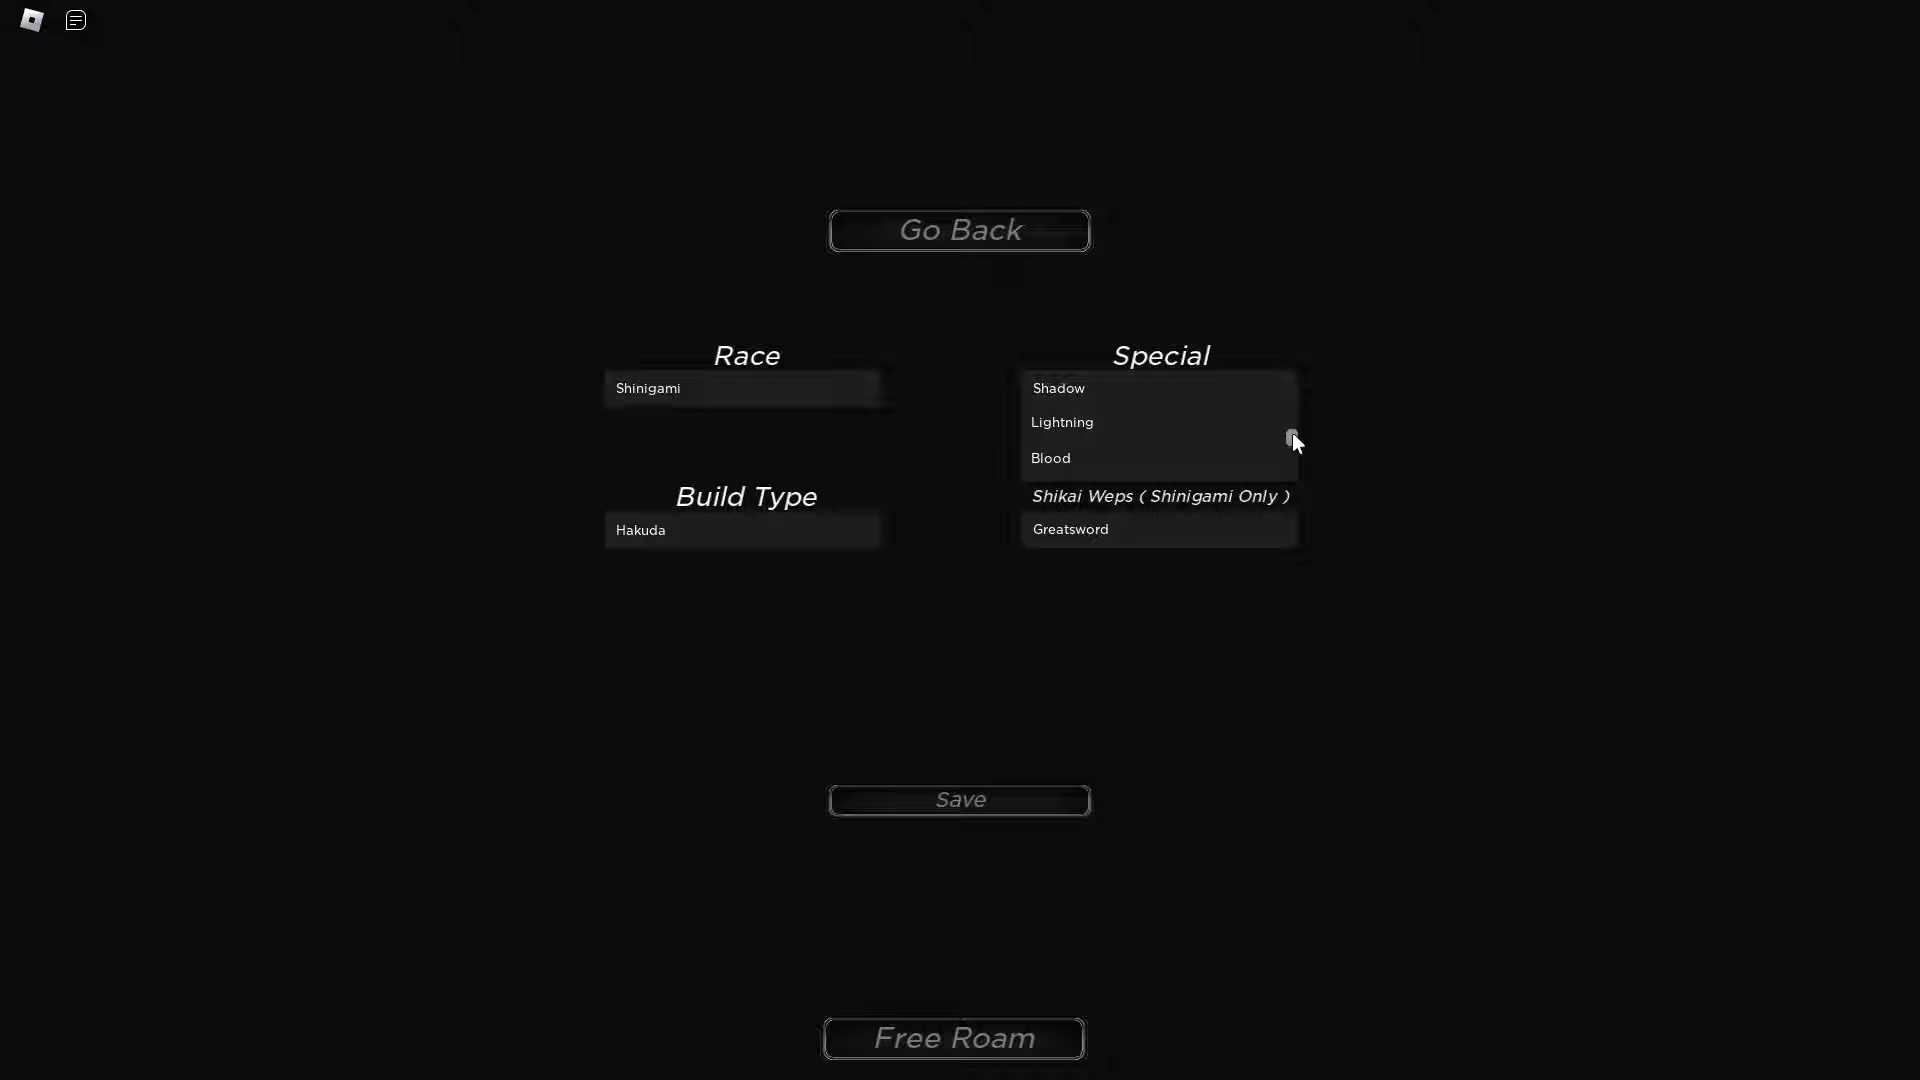 Go Back
Race
Shinigami
Special
Shadow
Lightning
Blood
Build Type
Hakuda
Shikai Weps ( Shinigami Only )
Greatsword
Save
Free Roam